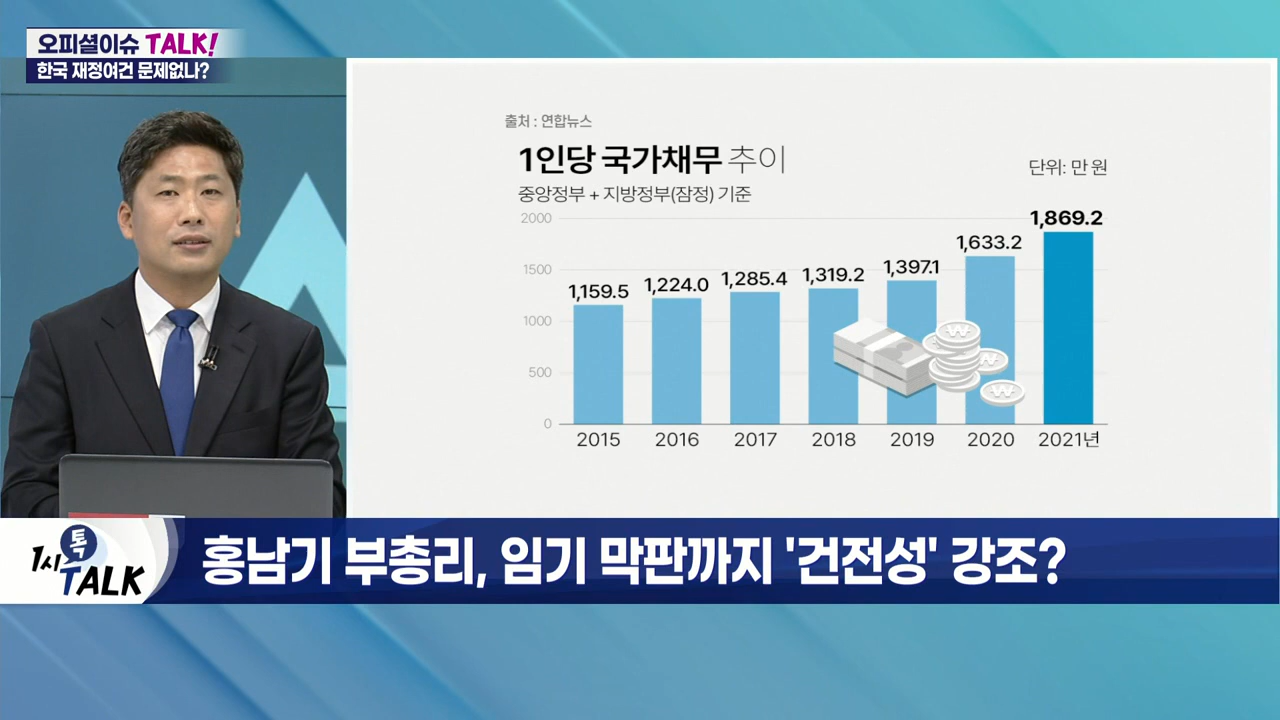 오피셜이슈 TALK!
한국 재정여건 문제없나?
출처 : 연합뉴스
1인당 국가채무 추이
단위: 만 원
중앙정부 + 지방정부(잠정) 기준
2000
1500
1000
500
0
1,159.5
1,224.0
1,285.4
1,319.2
1,397.1
1,633.2
1,869.2
2015
2016
2017
2018
2019
2020
2021년
1시 톡
TALK
홍남기 부총리, 임기 막판까지 '건전성' 강조?